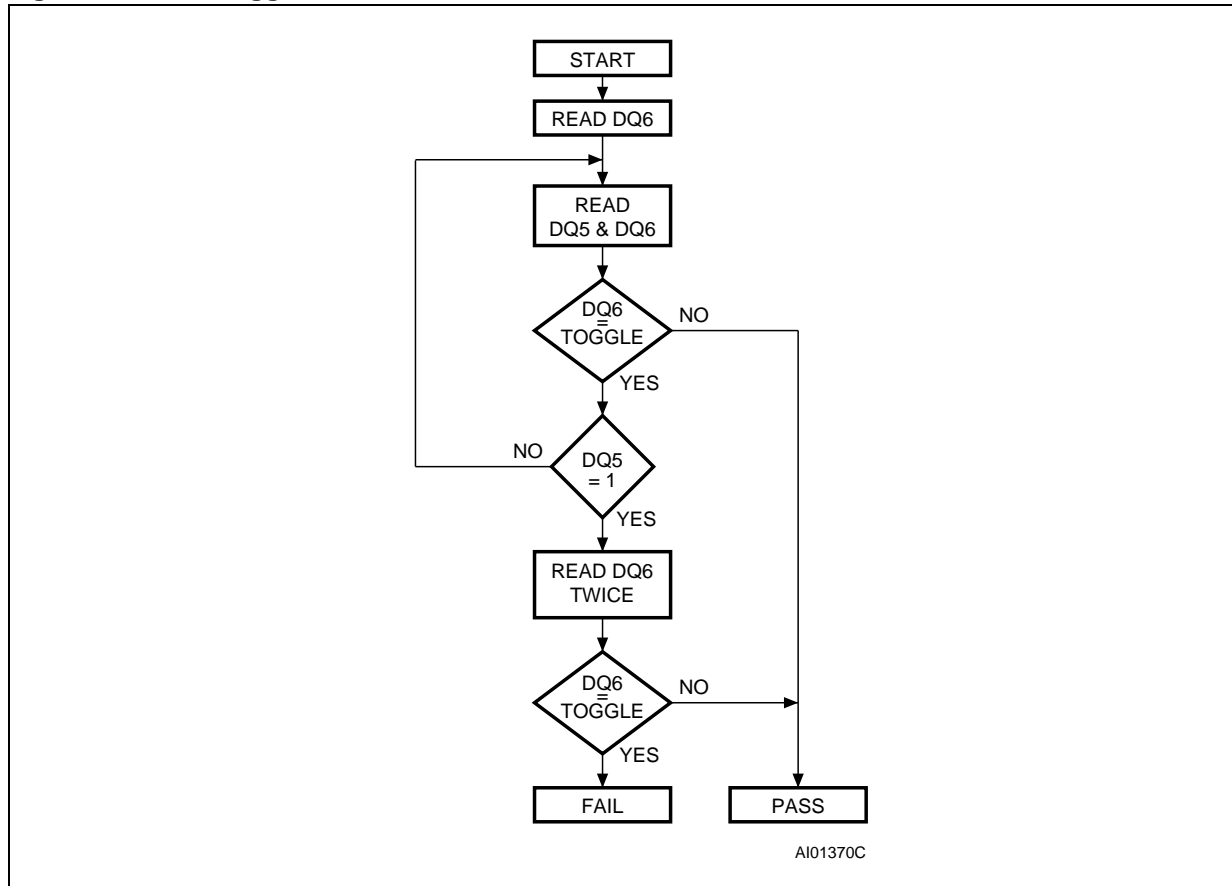 START
READ DQ6
READ
DQ5 & DQ6
DQ6
=
TOGGLE
NO
YES
NO
DQ5
= 1
YES
READ DQ6
TWICE
DQ6
=
TOGGLE
NO
YES
FAIL
PASS
AI01370C